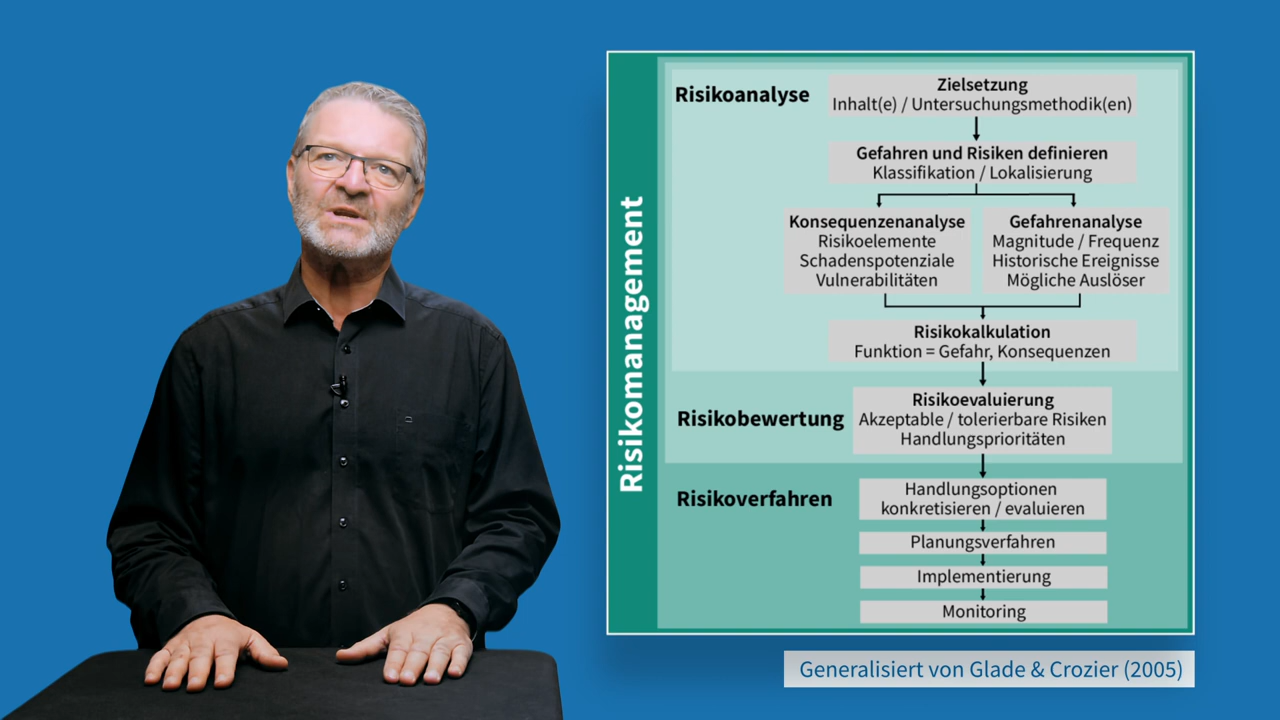 Risikomanagement
Risikoanalyse
Zielsetzung
Inhalt(e) / Untersuchungsmethodik(en)
Gefahren und Risiken definieren
Klassifikation / Lokalisierung
Konsequenzenanalyse
Risikoelemente
Schadenspotenziale
Vulnerabilitäten
Gefahrenanalyse
Magnitude / Frequenz
Historische Ereignisse
Mögliche Auslöser
Risikokalkulation
Funktion = Gefahr, Konsequenzen
Risikobewertung
Risikoevaluierung
Akzeptable / tolerierbare Risiken
Handlungsprioritäten
Risikoverfahren
Handlungsoptionen
konkretisieren / evaluieren
Planungsverfahren
Implementierung
Monitoring
Generalisiert von Glade & Crozier (2005)